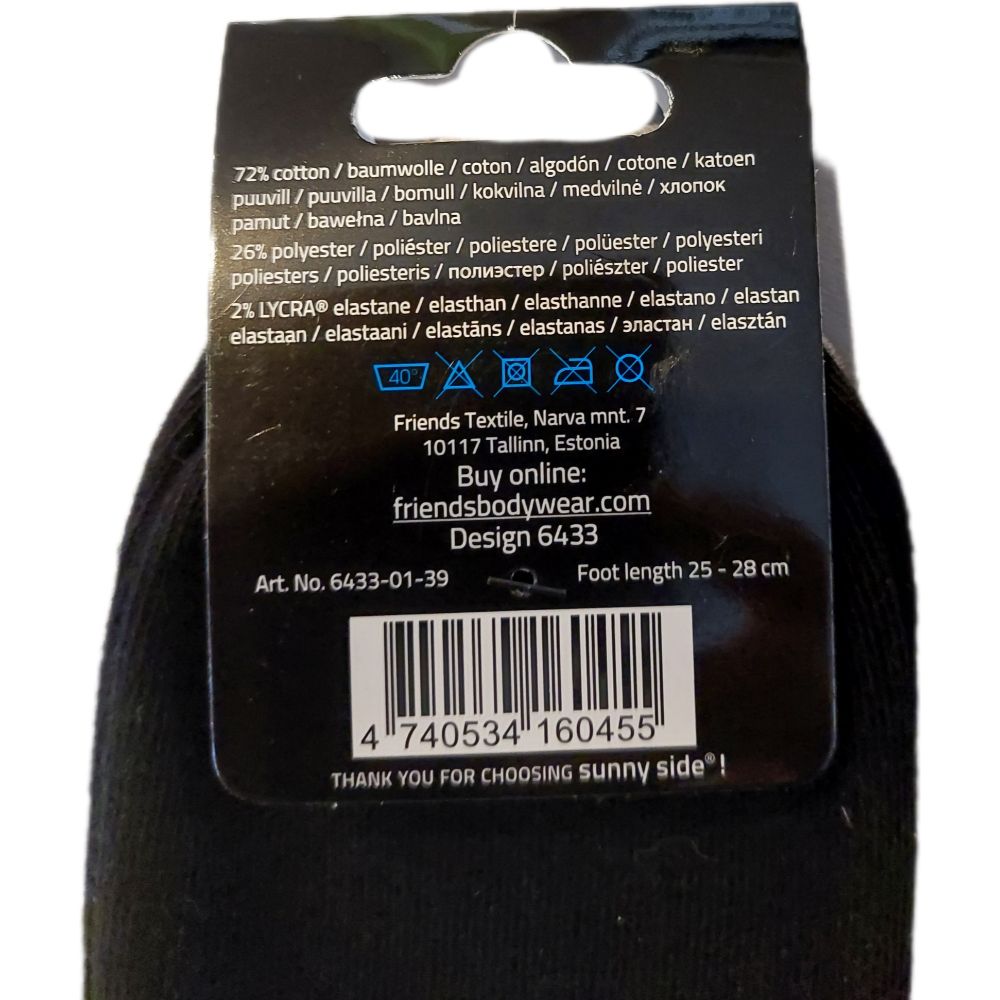 72% cotton / baumwolle / coton / algodón / cotone / katoen
puuvill / puuvilla / bomull / kokvilna / medvilnė / хлопок
pamut / bawełna / bavlna
26% polyester / poliéster / poliestere / polüester / polyesteri
poliesters / poliesteris / полиэстер / poliészter / poliester
2% LYCRA® elastane / elasthan / elasthanne / elastano / elastan
elastaan / elastaani / elastāns / elastanas / эластан / elasztán
40°
Friends Textile, Narva mnt. 7
10117 Tallinn, Estonia
Buy online:
friendsbodywear.com
Design 6433
Art. No. 6433-01-39
Foot length 25 - 28 cm
4 740534 160455
THANK YOU FOR CHOOSING sunny side®!